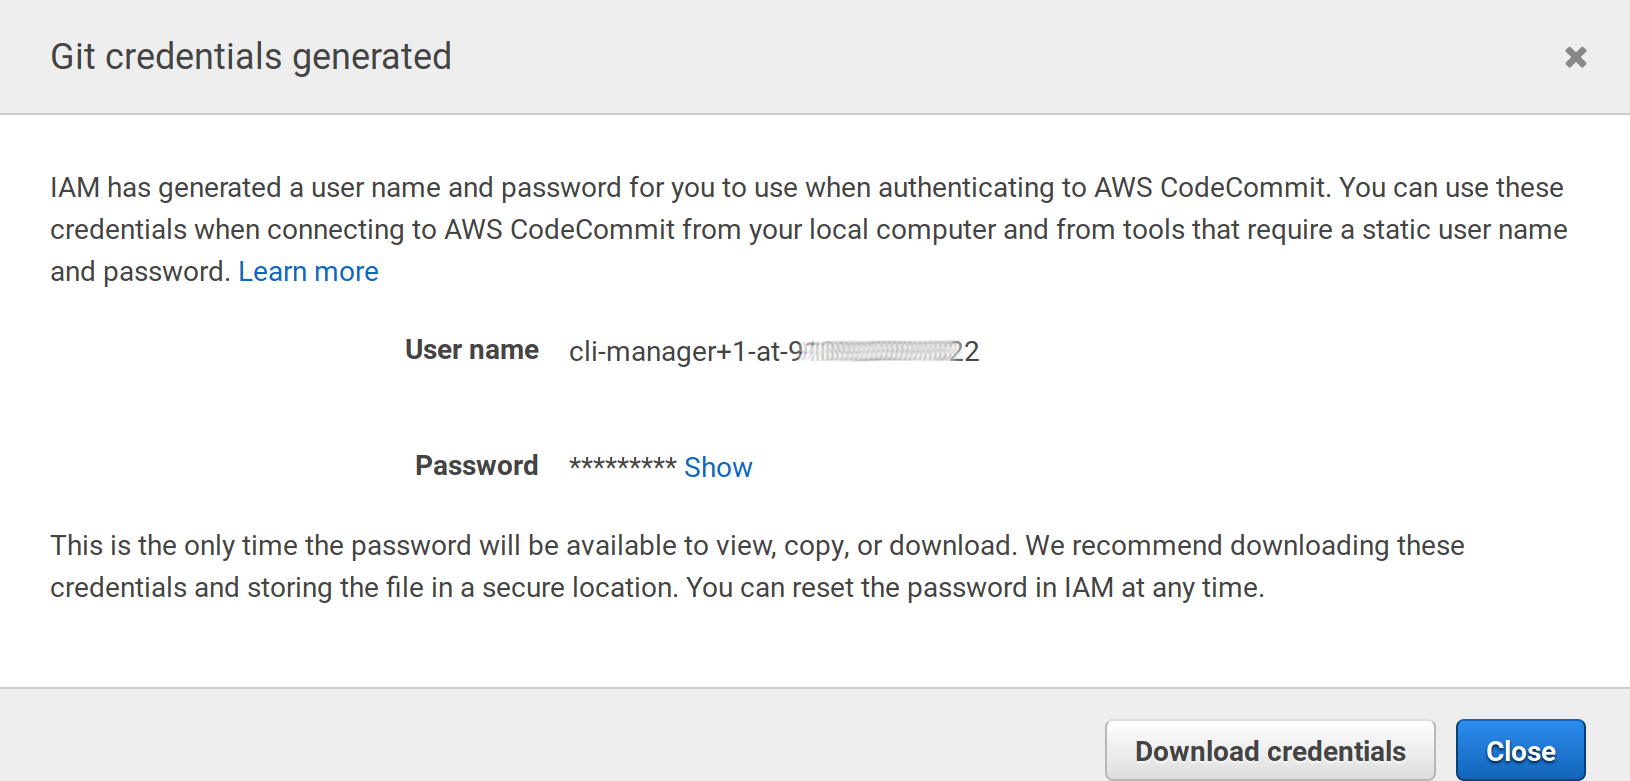 Git credentials generated
IAM has generated a user name and password for you to use when authenticating to AWS CodeCommit. You can use these
credentials when connecting to AWS CodeCommit from your local computer and from tools that require a static user name
and password. Learn more
User name cli-manager+1-at-9 22
Password ********* Show
This is the only time the password will be available to view, copy, or download. We recommend downloading these
credentials and storing the file in a secure location. You can reset the password in IAM at any time.
Download credentials Close